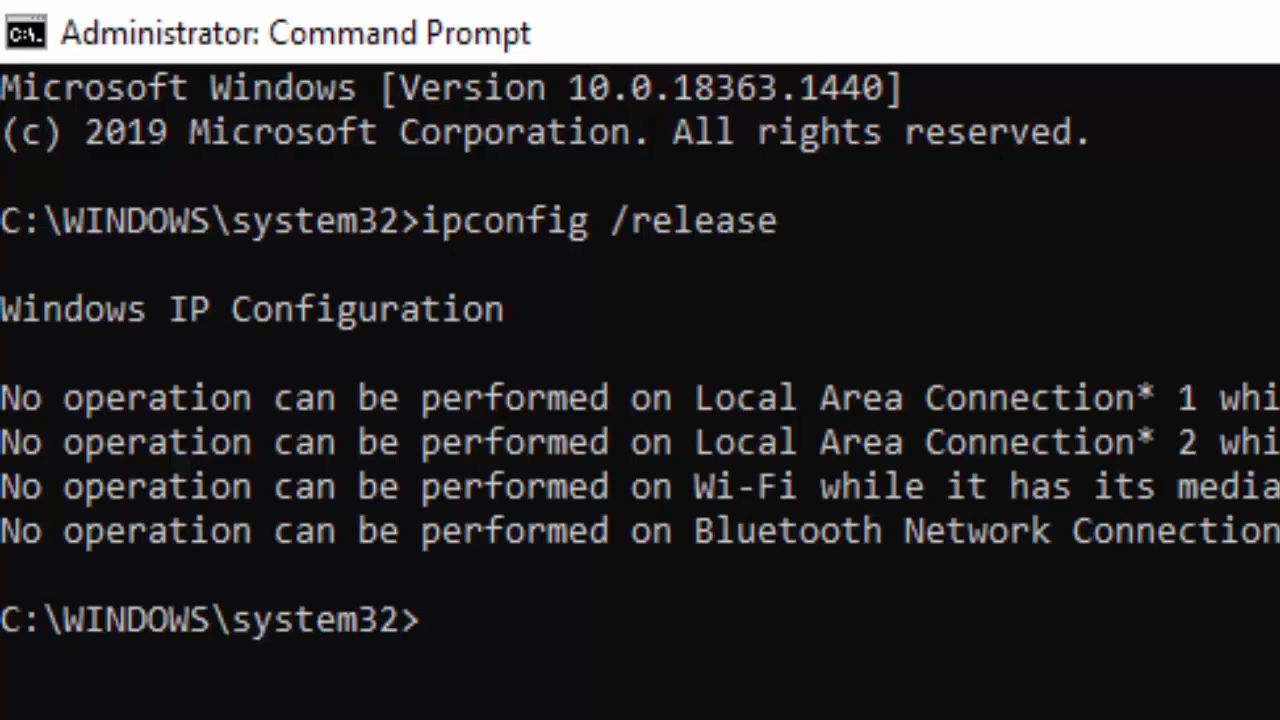 C:\. Administrator: Command Prompt
Microsoft Windows [Version 10.0.18363.1440]
(c) 2019 Microsoft Corporation. All rights reserved.
C:\WINDOWS\system32>ipconfig /release
Windows IP Configuration
No operation can be performed on Local Area Connection* 1 whi
No operation can be performed on Local Area Connection* 2 whi
No operation can be performed on Wi-Fi while it has its media
No operation can be performed on Bluetooth Network Connection
C:\WINDOWS\system32>